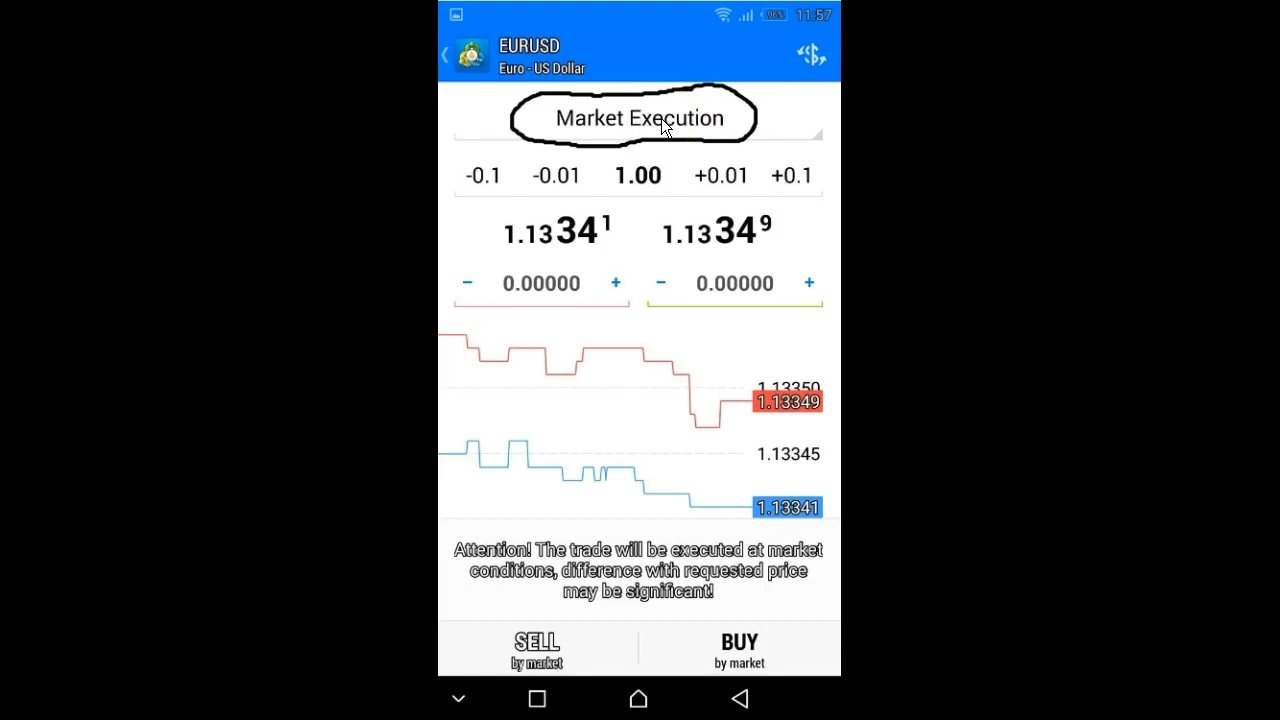 96%
11:57
EURUSD
Euro - US Dollar
Market Execution
-0.1 -0.01 1.00 +0.01 +0.1
1.13341 1.13349
- 0.00000 + - 0.00000 +
1.13350
1.13349
1.13345
1.13341
Attention! The trade will be executed at market
conditions, difference with requested price
may be significant!
SELL BUY
by market by market